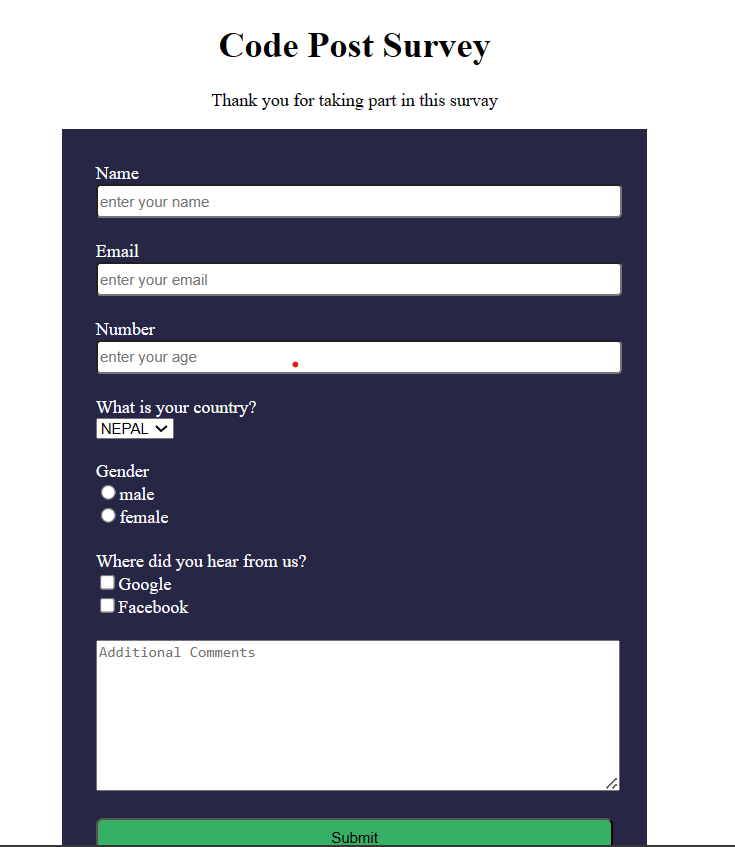 Code Post Survey
Thank you for taking part in this survay
Name
enter your name
Email
enter your email
Number
enter your age
What is your country?
NEPAL
Gender
male
female
Where did you hear from us?
Google
Facebook
Additional Comments
Submit